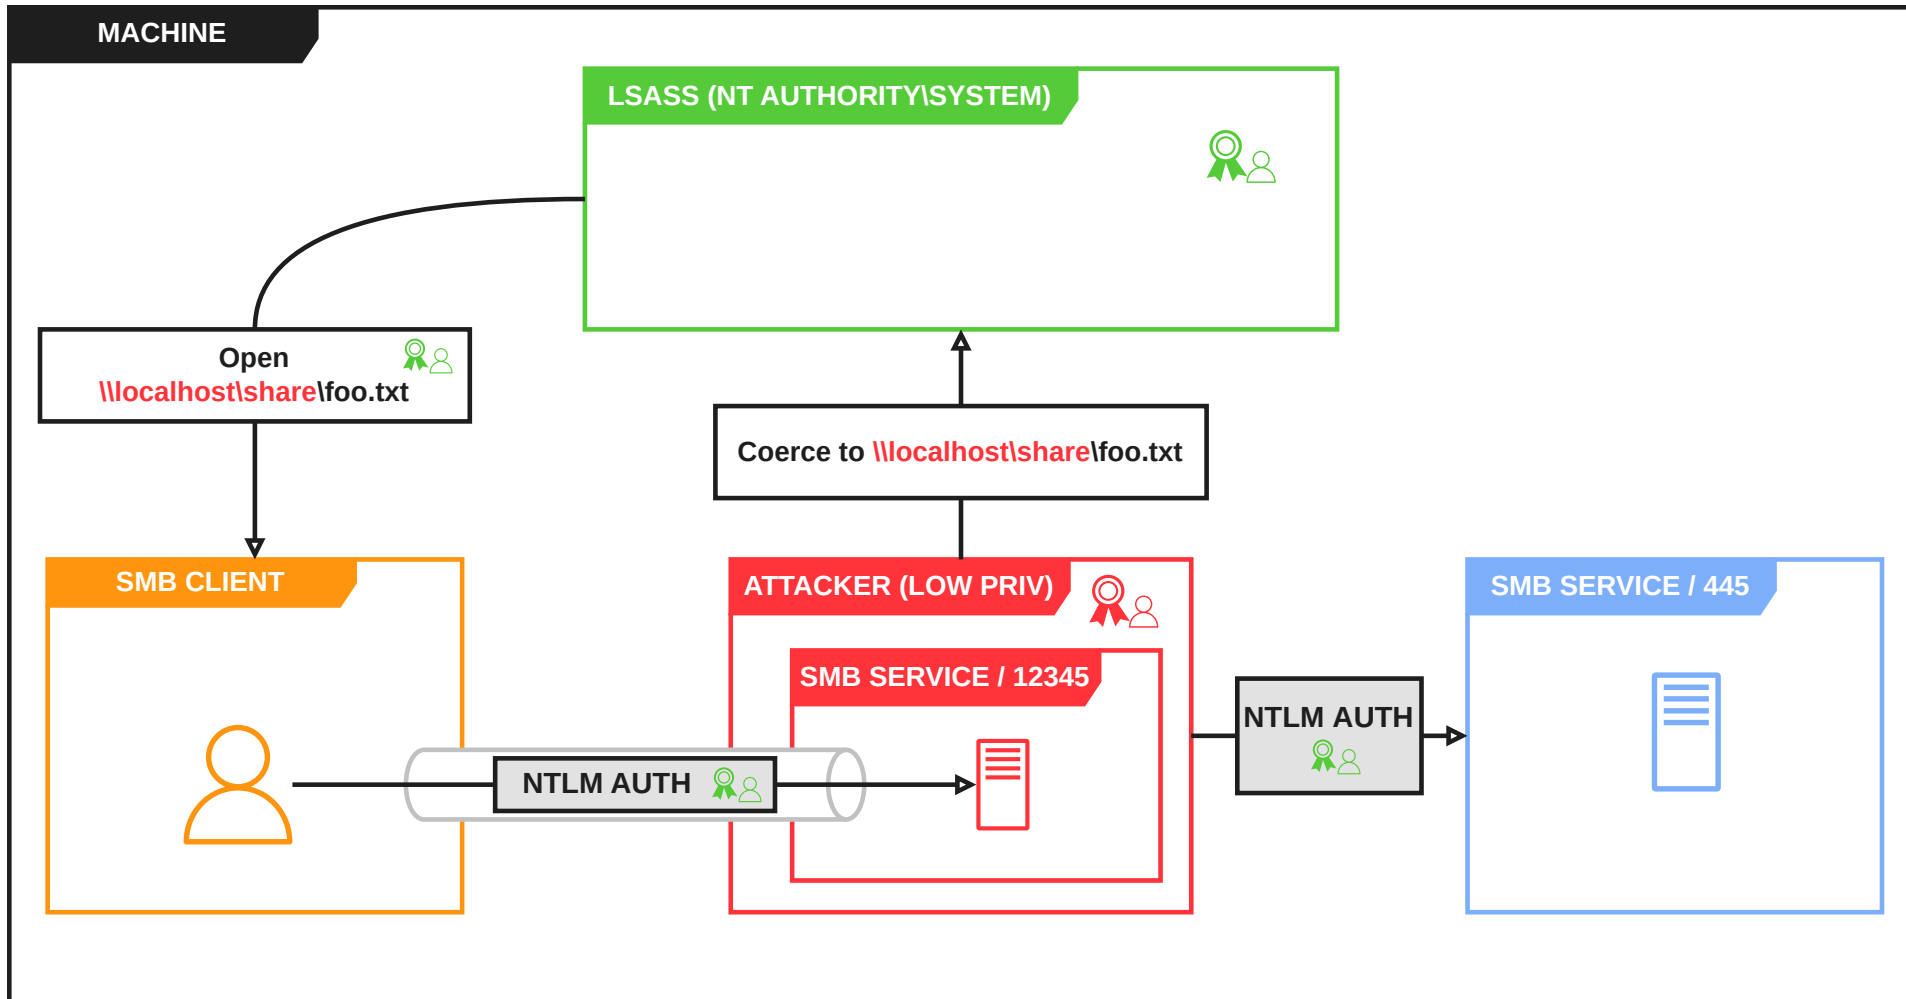 MACHINE
LSASS (NT AUTHORITY\SYSTEM)
Open
\\localhost\share\foo.txt
Coerce to \\localhost\share\foo.txt
SMB CLIENT
ATTACKER (LOW PRIV)
SMB SERVICE / 445
SMB SERVICE / 12345
NTLM AUTH
NTLM AUTH